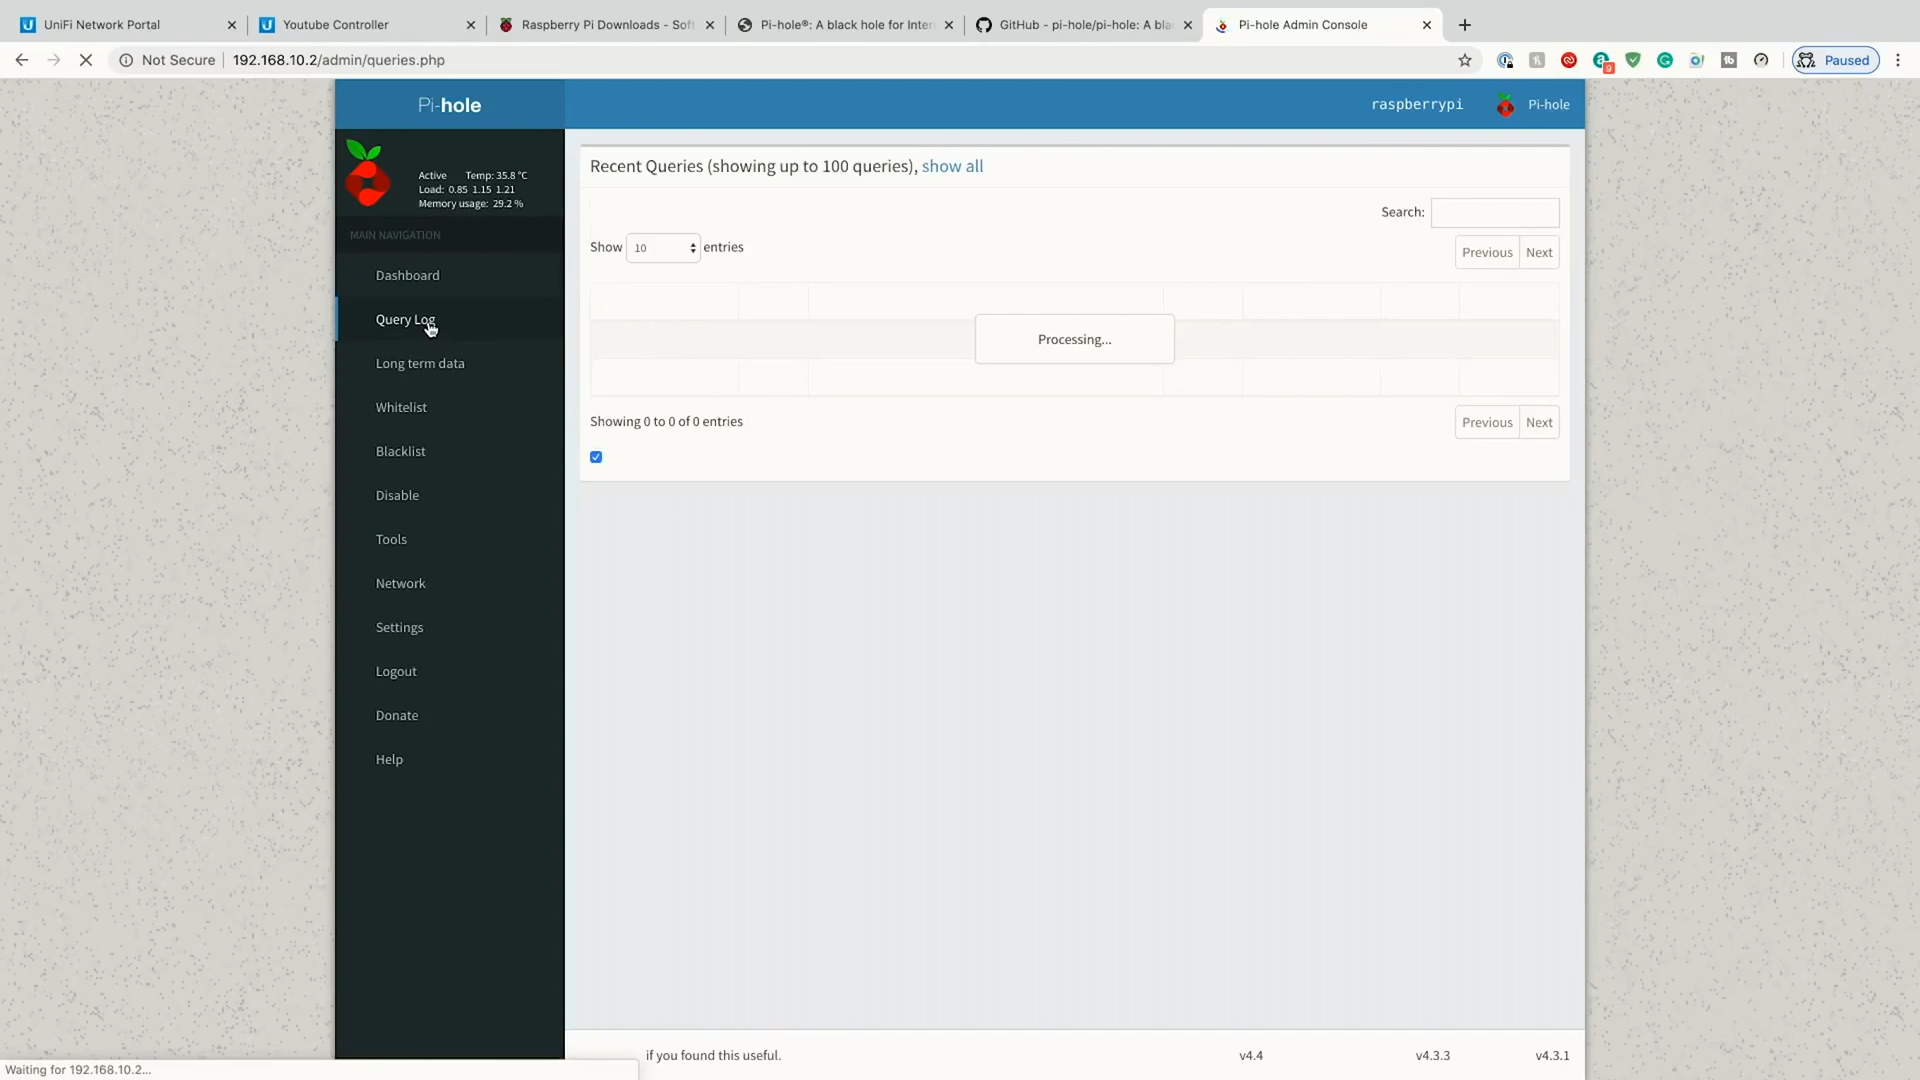 UniFi Network Portal
Youtube Controller
Raspberry Pi Downloads - Soft
Pi-hole®: A black hole for Inter
GitHub - pi-hole/pi-hole: A bla
Pi-hole Admin Console
Not Secure
192.168.10.2/admin/queries.php
9
Paused
Pi-hole
raspberrypi
Pi-hole
Active Temp: 35.8 °C
Load: 0.85 1.15 1.21
Memory usage: 29.2 %
MAIN NAVIGATION
Dashboard
Query Log
Long term data
Whitelist
Blacklist
Disable
Tools
Network
Settings
Logout
Donate
Help
Recent Queries (showing up to 100 queries), show all
Search:
Show 10 entries
Previous Next
Processing...
Showing 0 to 0 of 0 entries
Previous Next
if you found this useful.
v4.4
v4.3.3
v4.3.1
Waiting for 192.168.10.2...